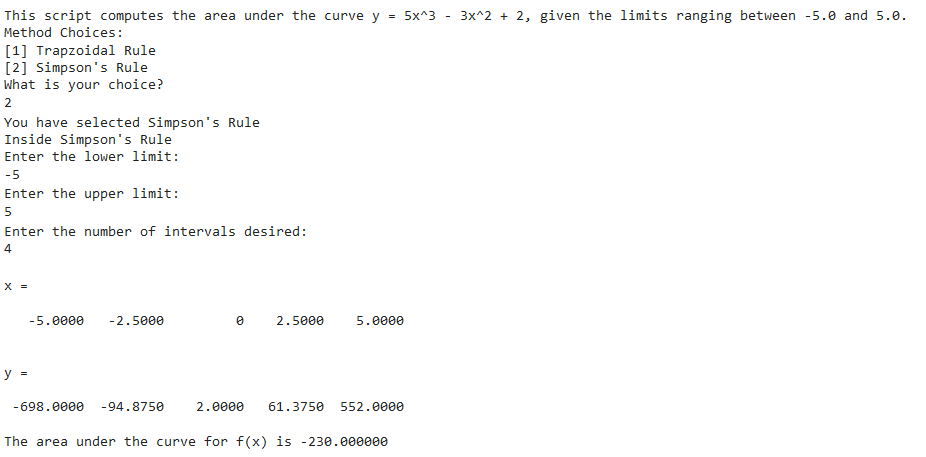 This script computes the area under the curve y = 5x^3 - 3x^2 + 2, given the limits ranging between -5.0 and 5.0.
Method Choices:
[1] Trapzoidal Rule
[2] Simpson's Rule
What is your choice?
2
You have selected Simpson's Rule
Inside Simpson's Rule
Enter the lower limit:
-5
Enter the upper limit:
5
Enter the number of intervals desired:
4
x =
-5.0000 -2.5000 0 2.5000 5.0000
y =
-698.0000 -94.8750 2.0000 61.3750 552.0000
The area under the curve for f(x) is -230.000000